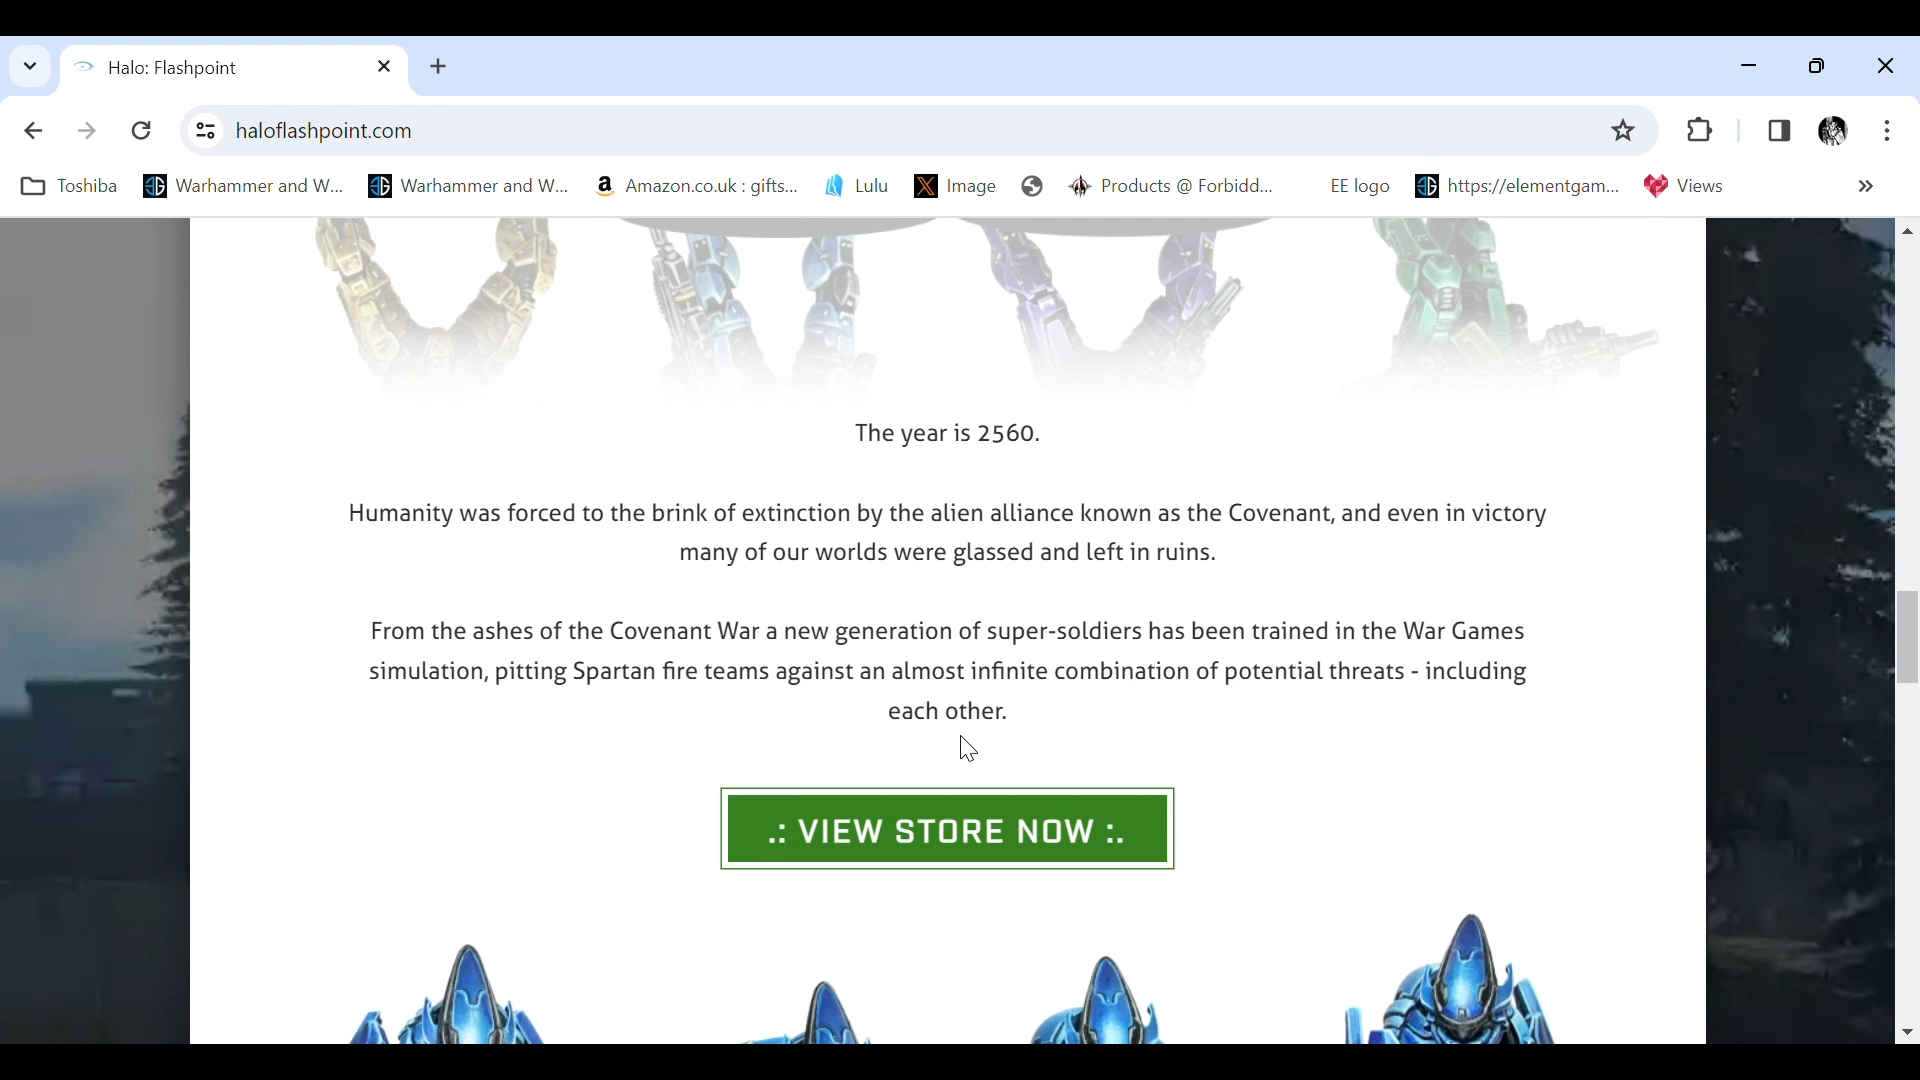 Halo: Flashpoint
haloflashpoint.com
Toshiba Warhammer and W... Warhammer and W... Amazon.co.uk : gifts... Lulu Image Products @ Forbidd... EE logo https://elementgam... Views
The year is 2560.
Humanity was forced to the brink of extinction by the alien alliance known as the Covenant, and even in victory
many of our worlds were glassed and left in ruins.
From the ashes of the Covenant War a new generation of super-soldiers has been trained in the War Games
simulation, pitting Spartan fire teams against an almost infinite combination of potential threats - including
each other.
.: VIEW STORE NOW :.